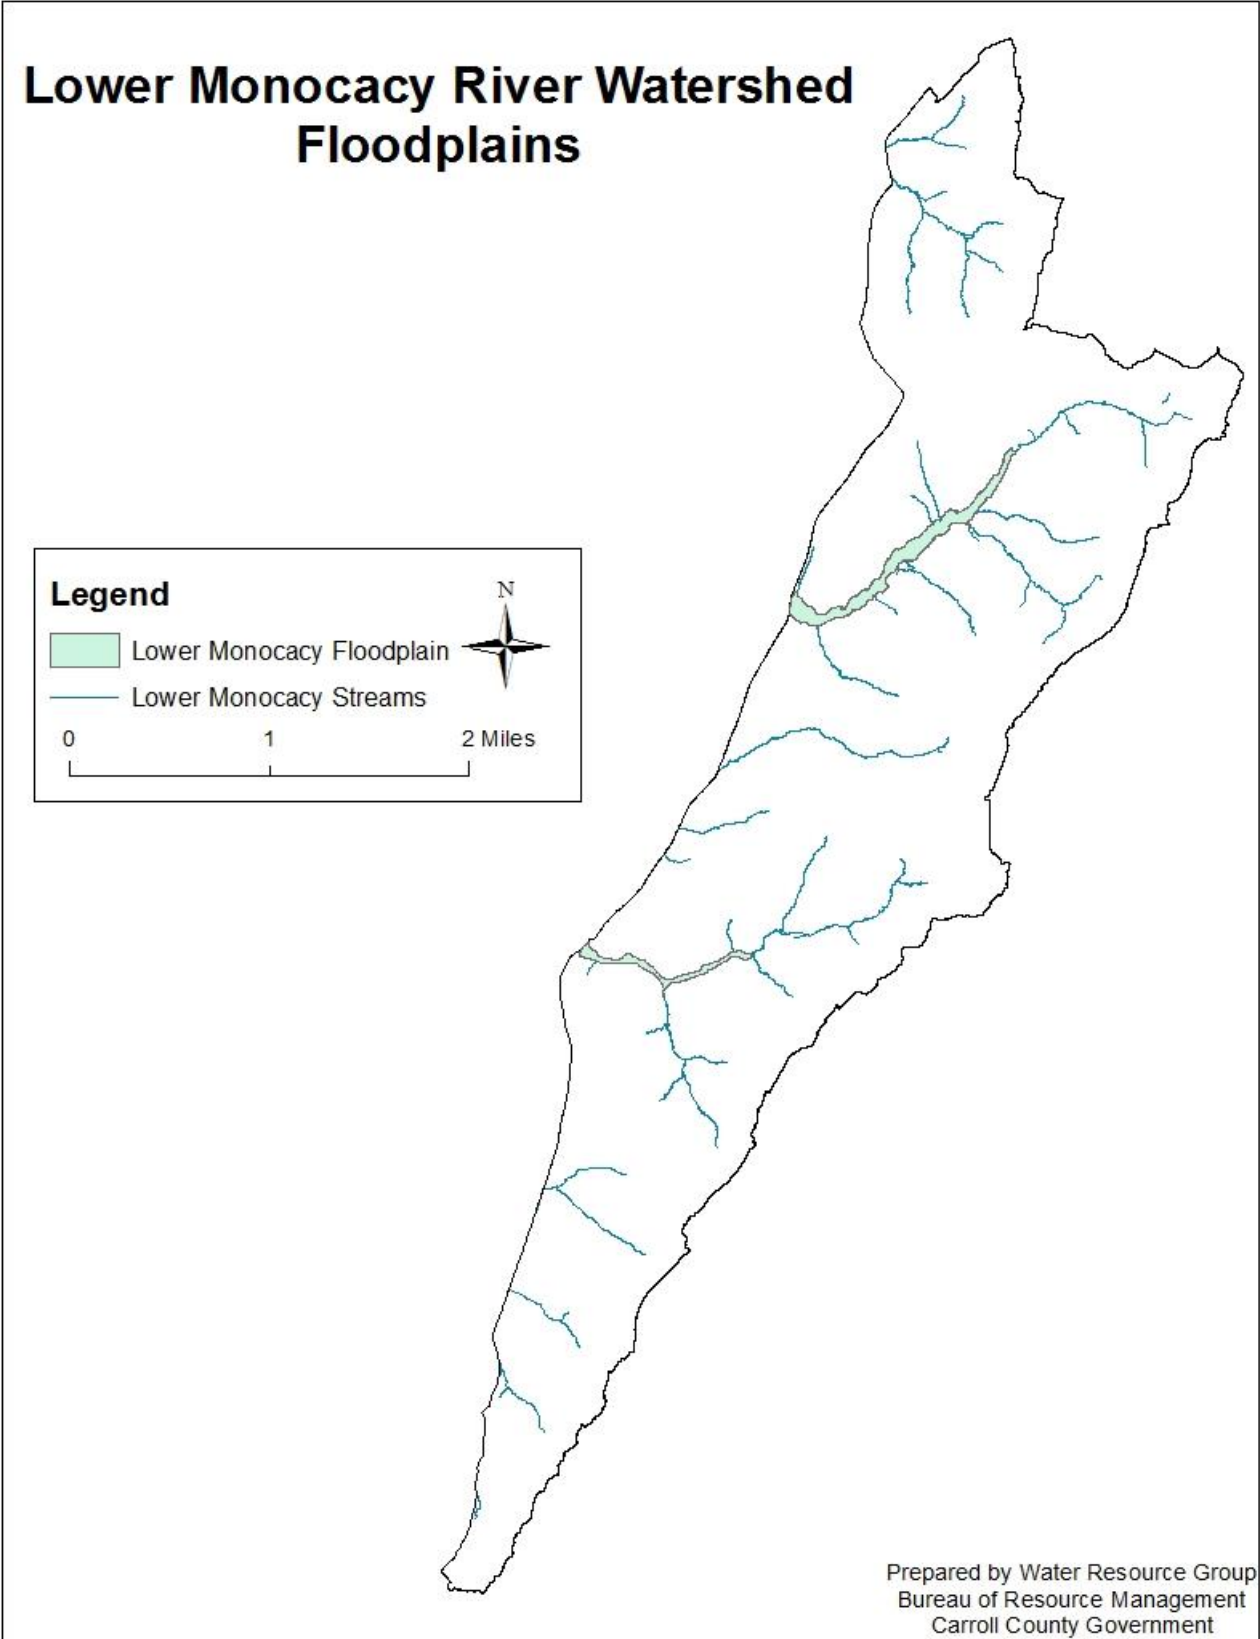 Lower Monocacy River Watershed
Floodplains
Legend
N
Lower Monocacy Floodplain
Lower Monocacy Streams
0 1 2 Miles
Prepared by Water Resource Group
Bureau of Resource Management
Carroll County Government